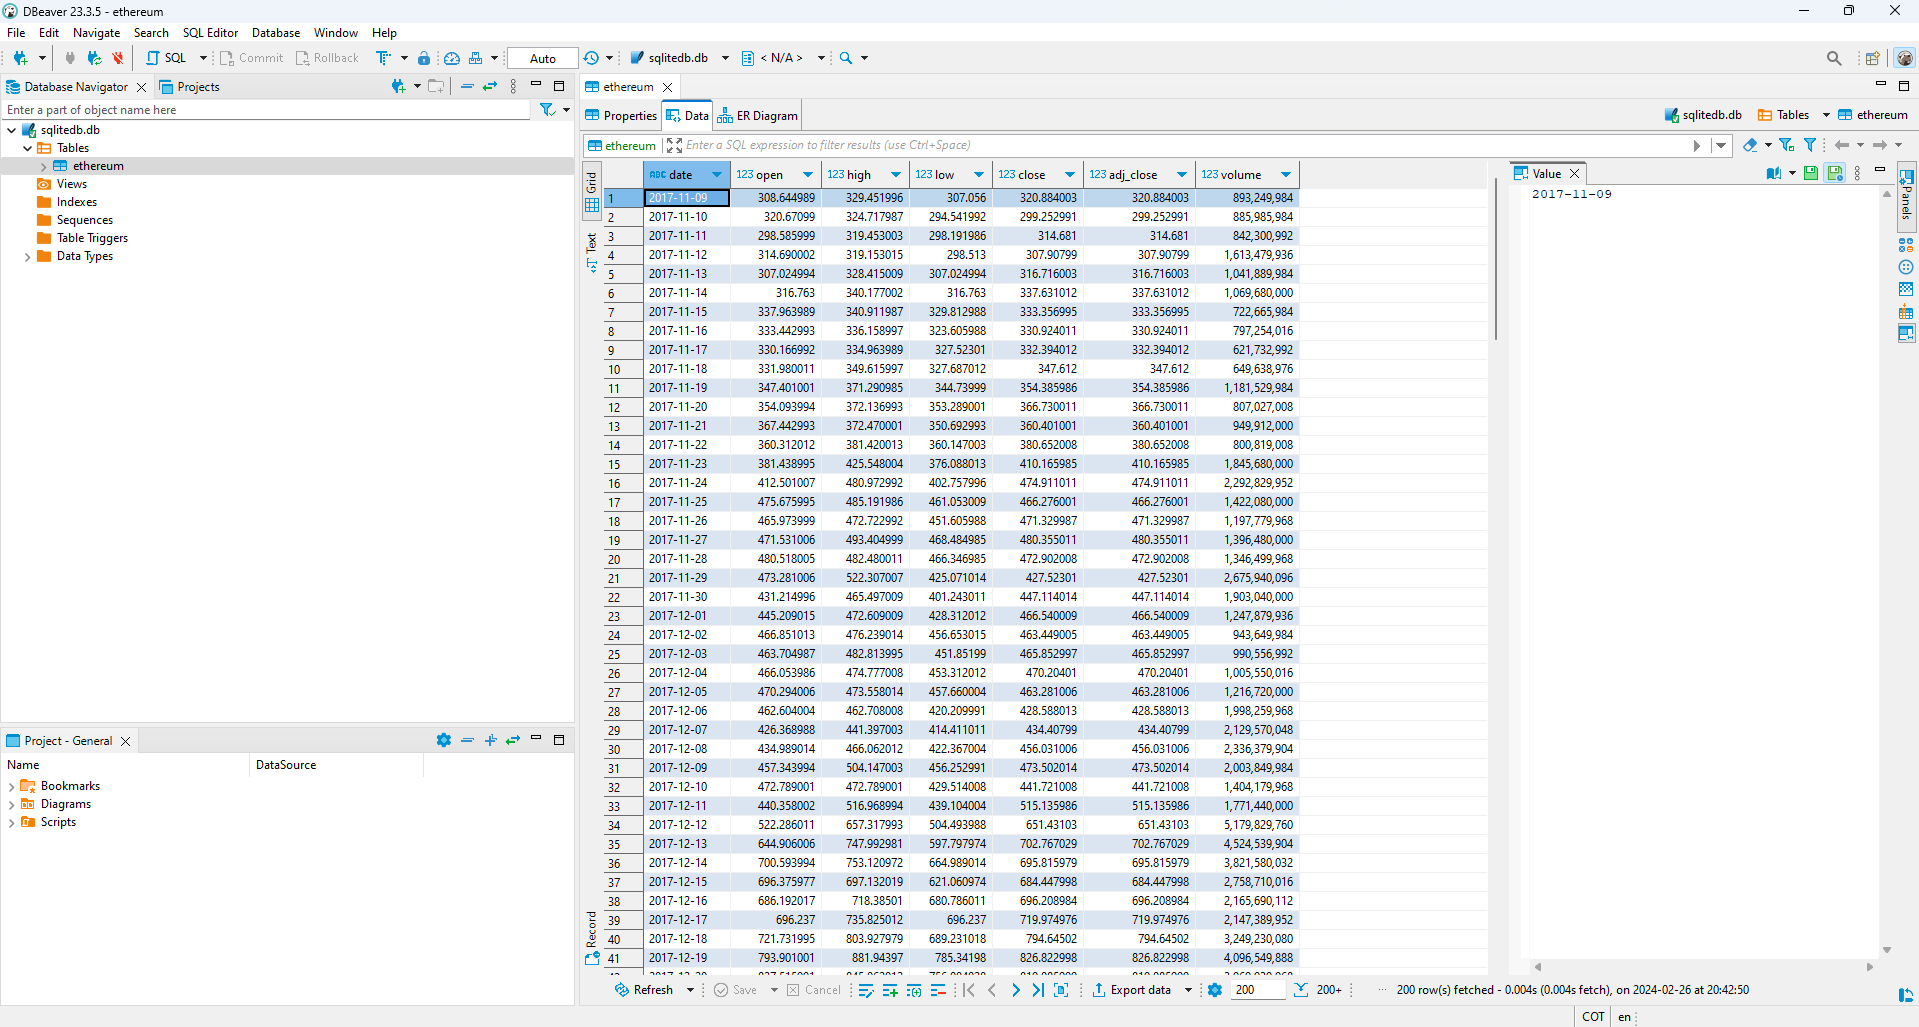 DBeaver 23.3.5 - ethereum
File Edit Navigate Search SQL Editor Database Window Help
SQL Commit Rollback Auto sqlitedb.db < N/A >
Database Navigator Projects
Enter a part of object name here
sqlitedb.db
Tables
ethereum
Views
Indexes
Sequences
Table Triggers
Data Types
Project - General
Name DataSource
Bookmarks
Diagrams
Scripts
ethereum
Properties Data ER Diagram sqlitedb.db Tables ethereum
ethereum Enter a SQL expression to filter results (use Ctrl+Space)
Grid
Text
Record
ABC date 123 open 123 high 123 low 123 close 123 adj_close 123 volume
1 2017-11-09 308.644989 329.451996 307.056 320.884003 320.884003 893,249,984
2 2017-11-10 320.67099 324.717987 294.541992 299.252991 299.252991 885,985,984
3 2017-11-11 298.585999 319.453003 298.191986 314.681 314.681 842,300,992
4 2017-11-12 314.690002 319.153015 298.513 307.90799 307.90799 1,613,479,936
5 2017-11-13 307.024994 328.415009 307.024994 316.716003 316.716003 1,041,889,984
6 2017-11-14 316.763 340.177002 316.763 337.631012 337.631012 1,069,680,000
7 2017-11-15 337.963989 340.911987 329.812988 333.356995 333.356995 722,665,984
8 2017-11-16 333.442993 336.158997 323.605988 330.924011 330.924011 797,254,016
9 2017-11-17 330.166992 334.963989 327.52301 332.394012 332.394012 621,732,992
10 2017-11-18 331.980011 349.615997 327.687012 347.612 347.612 649,638,976
11 2017-11-19 347.401001 371.290985 344.73999 354.385986 354.385986 1,181,529,984
12 2017-11-20 354.093994 372.136993 353.289001 366.730011 366.730011 807,027,008
13 2017-11-21 367.442993 372.470001 350.692993 360.401001 360.401001 949,912,000
14 2017-11-22 360.312012 381.420013 360.147003 380.652008 380.652008 800,819,008
15 2017-11-23 381.438995 425.548004 376.088013 410.165985 410.165985 1,845,680,000
16 2017-11-24 412.501007 480.972992 402.757996 474.911011 474.911011 2,292,829,952
17 2017-11-25 475.675995 485.191986 461.053009 466.276001 466.276001 1,422,080,000
18 2017-11-26 465.973999 472.722992 451.605988 471.329987 471.329987 1,197,779,968
19 2017-11-27 471.531006 493.404999 468.484985 480.355011 480.355011 1,396,480,000
20 2017-11-28 480.518005 482.480011 466.346985 472.902008 472.902008 1,346,499,968
21 2017-11-29 473.281006 522.307007 425.071014 427.52301 427.52301 2,675,940,096
22 2017-11-30 431.214996 465.497009 401.243011 447.114014 447.114014 1,903,040,000
23 2017-12-01 445.209015 472.609009 428.312012 466.540009 466.540009 1,247,879,936
24 2017-12-02 466.851013 476.239014 456.653015 463.449005 463.449005 943,649,984
25 2017-12-03 463.704987 482.813995 451.85199 465.852997 465.852997 990,556,992
26 2017-12-04 466.053986 474.777008 453.312012 470.20401 470.20401 1,005,550,016
27 2017-12-05 470.294006 473.558014 457.660004 463.281006 463.281006 1,216,720,000
28 2017-12-06 462.604004 462.708008 420.209991 428.588013 428.588013 1,998,259,968
29 2017-12-07 426.368988 441.397003 414.411011 434.40799 434.40799 2,129,570,048
30 2017-12-08 434.989014 466.062012 422.367004 456.031006 456.031006 2,336,379,904
31 2017-12-09 457.343994 504.147003 456.252991 473.502014 473.502014 2,003,849,984
32 2017-12-10 472.789001 472.789001 429.514008 441.721008 441.721008 1,404,179,968
33 2017-12-11 440.358002 516.968994 439.104004 515.135986 515.135986 1,771,440,000
34 2017-12-12 522.286011 657.317993 504.493988 651.43103 651.43103 5,179,829,760
35 2017-12-13 644.906006 747.992981 597.797974 702.767029 702.767029 4,524,539,904
36 2017-12-14 700.593994 753.120972 664.989014 695.815979 695.815979 3,821,580,032
37 2017-12-15 696.375977 697.132019 621.060974 684.447998 684.447998 2,758,710,016
38 2017-12-16 686.192017 718.38501 680.786011 696.208984 696.208984 2,165,690,112
39 2017-12-17 696.237 735.825012 696.237 719.974976 719.974976 2,147,389,952
40 2017-12-18 721.731995 803.927979 689.231018 794.64502 794.64502 3,249,230,080
41 2017-12-19 793.901001 881.94397 785.34198 826.822998 826.822998 4,096,549,888
Value
2017-11-09
Panels
Refresh Save Cancel Export data 200 200+ 200 row(s) fetched - 0.004s (0.004s fetch), on 2024-02-26 at 20:42:50
COT en